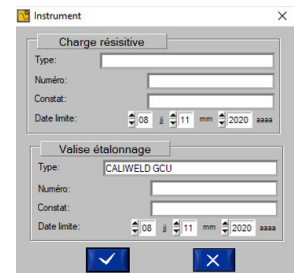 Instrument
Charge résisitive
Type:
Numéro:
Constat:
Date limite: 08 jj 11 mm 2020 aaaa
Valise étalonnage
Type: CALIWELD GCU
Numéro:
Constat:
Date limite: 08 jj 11 mm 2020 aaaa